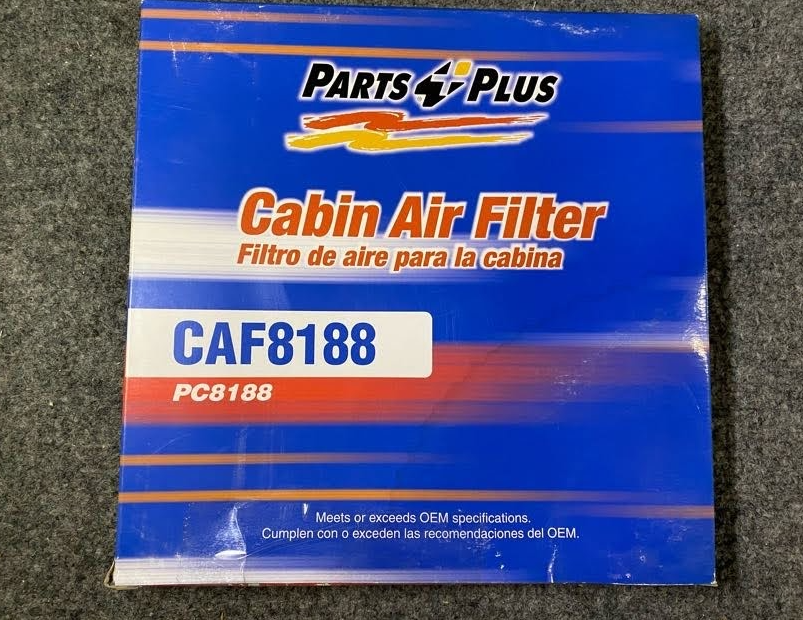 PARTS PLUS
Cabin Air Filter
Filtro de aire para la cabina
CAF8188
PC8188
Meets or exceeds OEM specifications.
Cumplen con o exceden las recomendaciones del OEM.